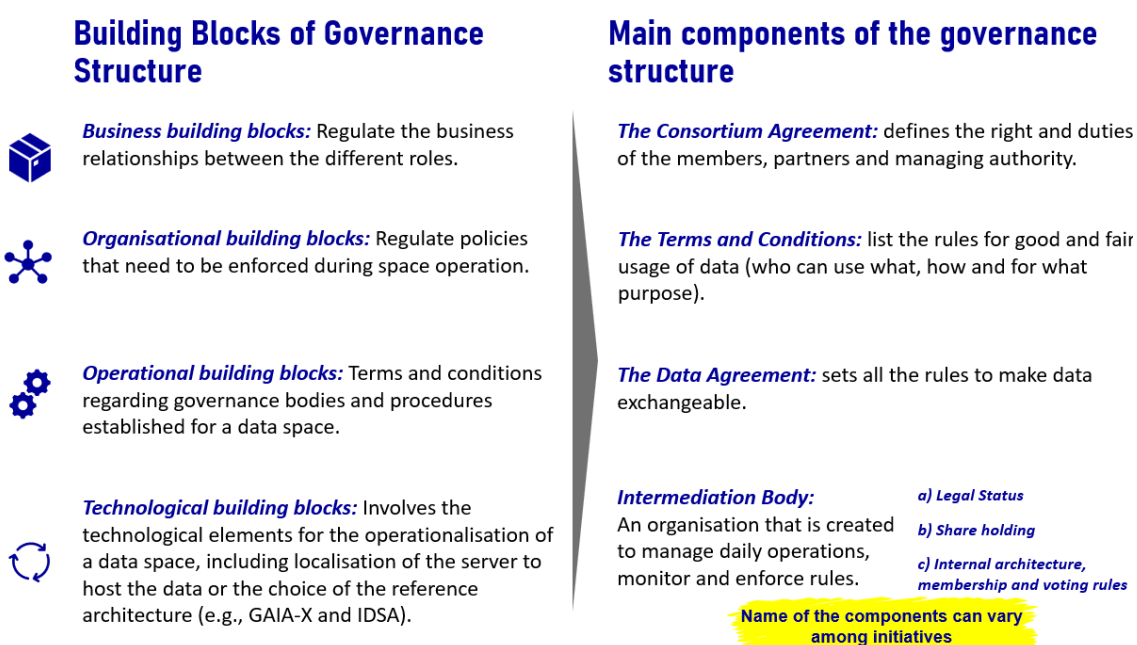 Building Blocks of Governance
Structure
Business building blocks: Regulate the business
relationships between the different roles.
Organisational building blocks: Regulate policies
that need to be enforced during space operation.
Operational building blocks: Terms and conditions
regarding governance bodies and procedures
established for a data space.
Technological building blocks: Involves the
technological elements for the operationalisation of
a data space, including localisation of the server to
host the data or the choice of the reference
architecture (e.g., GAIA-X and IDSA).
Main components of the governance
structure
The Consortium Agreement: defines the right and duties
of the members, partners and managing authority.
The Terms and Conditions: list the rules for good and fair
usage of data (who can use what, how and for what
purpose).
The Data Agreement: sets all the rules to make data
exchangeable.
Intermediation Body:
An organisation that is created
to manage daily operations,
monitor and enforce rules.
a) Legal Status
b) Share holding
c) Internal architecture,
membership and voting rules
Name of the components can vary
among initiatives